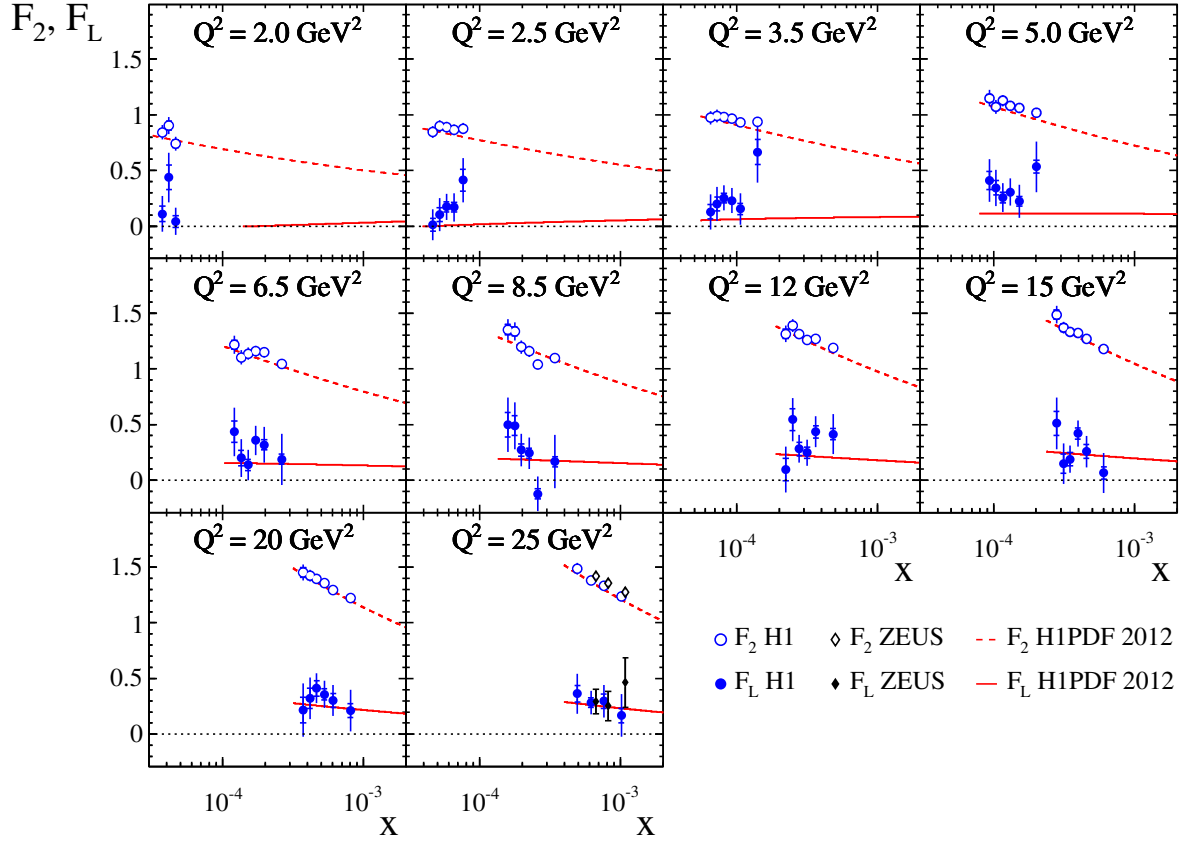 F₂, F_L
Q² = 2.0 GeV² Q² = 2.5 GeV² Q² = 3.5 GeV² Q² = 5.0 GeV²
1.5
1
0.5
0
Q² = 6.5 GeV² Q² = 8.5 GeV² Q² = 12 GeV² Q² = 15 GeV²
1.5
1
0.5
0
10⁻⁴ 10⁻³ 10⁻⁴ 10⁻³
x x
Q² = 20 GeV² Q² = 25 GeV²
1.5
1
0.5
0
F₂ H1 F₂ ZEUS F₂ H1PDF 2012
F_L H1 F_L ZEUS F_L H1PDF 2012
10⁻⁴ 10⁻³ 10⁻⁴ 10⁻³
x x